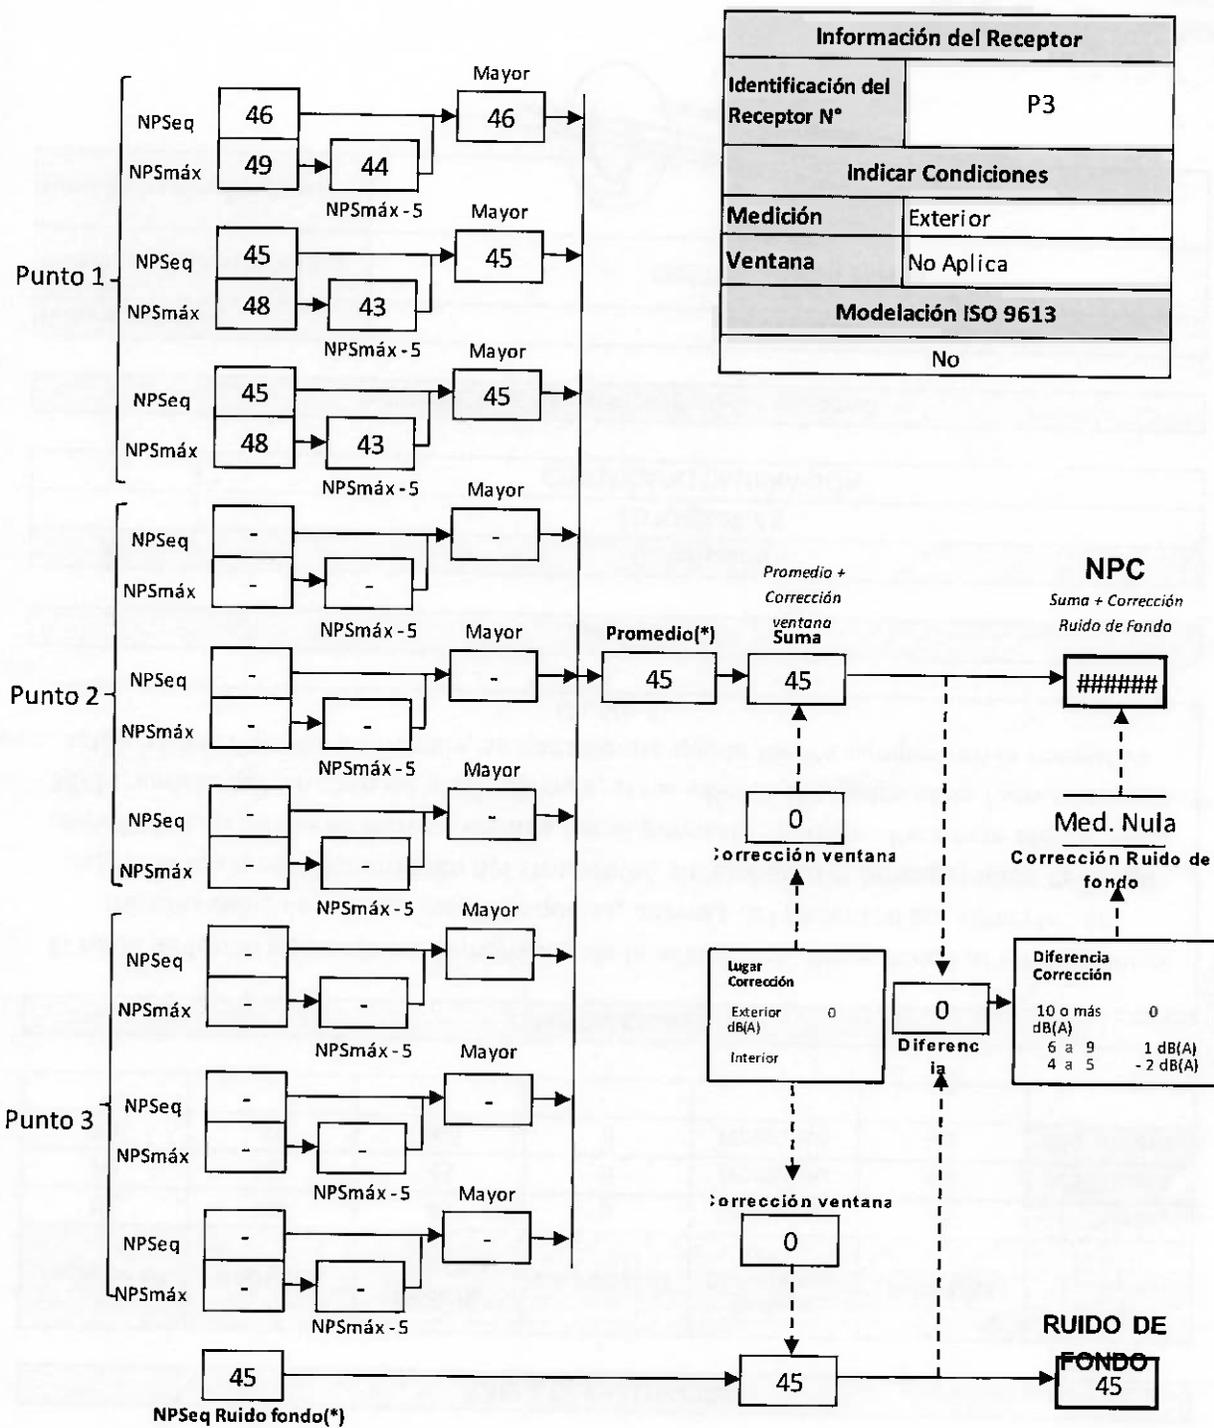 Información del Receptor
Identificación del Receptor N°
P3
Indicar Condiciones
Medición Exterior
Ventana No Aplica
Modelación ISO 9613
No
Punto 1
Mayor
NPSeq 46 46
NPSmáx 49 44
NPSmáx - 5
Mayor
NPSeq 45 45
NPSmáx 48 43
NPSmáx - 5
Mayor
NPSeq 45 45
NPSmáx 48 43
NPSmáx - 5
Punto 2
Mayor
NPSeq - -
NPSmáx - -
NPSmáx - 5
Mayor
NPSeq - -
NPSmáx - -
NPSmáx - 5
Mayor
NPSeq - -
NPSmáx - -
NPSmáx - 5
Punto 3
Mayor
NPSeq - -
NPSmáx - -
NPSmáx - 5
Mayor
NPSeq - -
NPSmáx - -
NPSmáx - 5
Mayor
NPSeq - -
NPSmáx - -
NPSmáx - 5
Promedio(*)
45
Promedio +
Corrección
ventana
Suma
45
NPC
Suma + Corrección
Ruido de Fondo
######
0
Corrección ventana
Med. Nula
Corrección Ruido de
fondo
Lugar
Corrección
Exterior 0
dB(A)
Interior
0
Diferenc
ia
Diferencia
Corrección
10 o más 0
dB(A)
6 a 9 1 dB(A)
4 a 5 - 2 dB(A)
Corrección ventana
0
45
NPSeq Ruido fondo(*)
45
RUIDO DE
FONDO
45